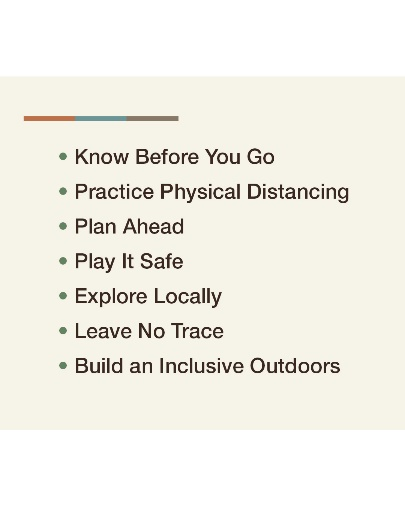 • Know Before You Go
• Practice Physical Distancing
• Plan Ahead
• Play It Safe
• Explore Locally
• Leave No Trace
• Build an Inclusive Outdoors